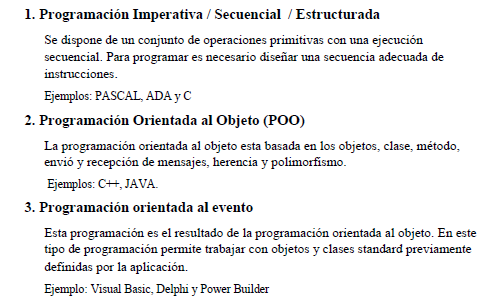 1. Programación Imperativa / Secuencial / Estructurada
Se dispone de un conjunto de operaciones primitivas con una ejecución
secuencial. Para programar es necesario diseñar una secuencia adecuada de
instrucciones.
Ejemplos: PASCAL, ADA y C
2. Programación Orientada al Objeto (POO)
La programación orientada al objeto esta basada en los objetos, clase, método,
envió y recepción de mensajes, herencia y polimorfismo.
Ejemplos: C++, JAVA.
3. Programación orientada al evento
Esta programación es el resultado de la programación orientada al objeto. En este
tipo de programación permite trabajar con objetos y clases standard previamente
definidas por la aplicación.
Ejemplo: Visual Basic, Delphi y Power Builder